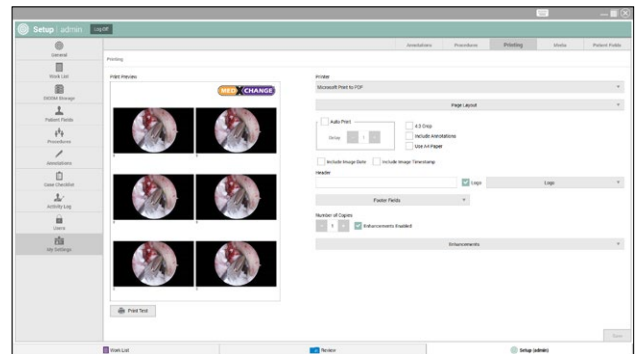 Setup | admin Log Off
Annotations Procedures Printing Media Patient Fields
General
Work List
DICOM Storage
Patient Fields
Procedures
Annotations
Case Checklist
Activity Log
Users
My Settings
Printing
Print Preview
MED X CHANGE
Print Test
Printer
Microsoft Print to PDF
Page Layout
Auto Print
Delay
4:3 Crop
Include Annotations
Use A4 Paper
Include Image Date Include Image Timestamp
Header
Logo Logo
Footer Fields
Number of Copies
1 Enhancements Enabled
Enhancements
Save
Work List Review Setup (admin)